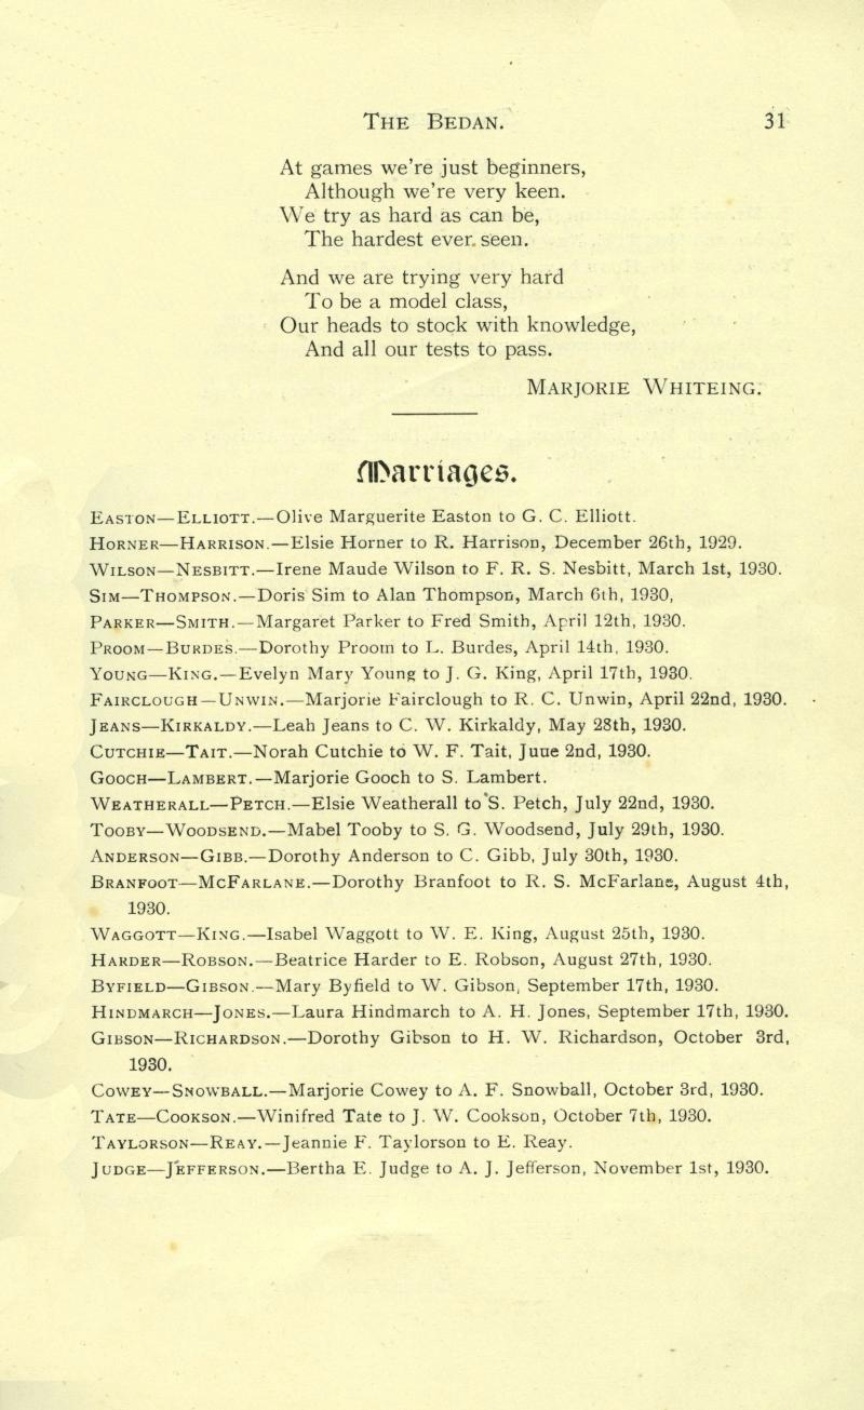 THE BEDAN.
31
At games we're just beginners,
Although we're very keen.
We try as hard as can be,
The hardest ever seen.
And we are trying very hard
To be a model class,
Our heads to stock with knowledge,
And all our tests to pass.
MARJORIE WHITEING.
Marriages.
EASTON—ELLIOTT.—Olive Marguerite Easton to G. C. Elliott.
HORNER—HARRISON.—Elsie Horner to R. Harrison, December 26th, 1929.
WILSON—NESBITT.—Irene Maude Wilson to F. R. S. Nesbitt, March 1st, 1930.
SIM—THOMPSON.—Doris Sim to Alan Thompson, March 6th, 1930,
PARKER—SMITH.—Margaret Parker to Fred Smith, April 12th, 1930.
PROOM—BURDES.—Dorothy Proom to L. Burdes, April 14th, 1930.
YOUNG—KING.—Evelyn Mary Young to J. G. King, April 17th, 1930.
FAIRCLOUGH—UNWIN.—Marjorie Fairclough to R. C. Unwin, April 22nd, 1930.
JEANS—KIRKALDY.—Leah Jeans to C. W. Kirkaldy, May 28th, 1930.
CUTCHIE—TAIT.—Norah Cutchie to W. F. Tait, June 2nd, 1930.
GOOCH—LAMBERT.—Marjorie Gooch to S. Lambert.
WEATHERALL—PETCH.—Elsie Weatherall to S. Petch, July 22nd, 1930.
TOOBY—WOODSEND.—Mabel Tooby to S. G. Woodsend, July 29th, 1930.
ANDERSON—GIBB.—Dorothy Anderson to C. Gibb, July 30th, 1930.
BRANFOOT—MCFARLANE.—Dorothy Branfoot to R. S. McFarlane, August 4th,
1930.
WAGGOTT—KING.—Isabel Waggott to W. E. King, August 25th, 1930.
HARDER—ROBSON.—Beatrice Harder to E. Robson, August 27th, 1930.
BYFIELD—GIBSON.—Mary Byfield to W. Gibson, September 17th, 1930.
HINDMARCH—JONES.—Laura Hindmarch to A. H. Jones, September 17th, 1930.
GIBSON—RICHARDSON.—Dorothy Gibson to H. W. Richardson, October 3rd,
1930.
COWEY—SNOWBALL.—Marjorie Cowey to A. F. Snowball, October 3rd, 1930.
TATE—COOKSON.—Winifred Tate to J. W. Cookson, October 7th, 1930.
TAYLORSON—REAY.—Jeannie F. Taylorson to E. Reay.
JUDGE—JEFFERSON.—Bertha E. Judge to A. J. Jefferson, November 1st, 1930.